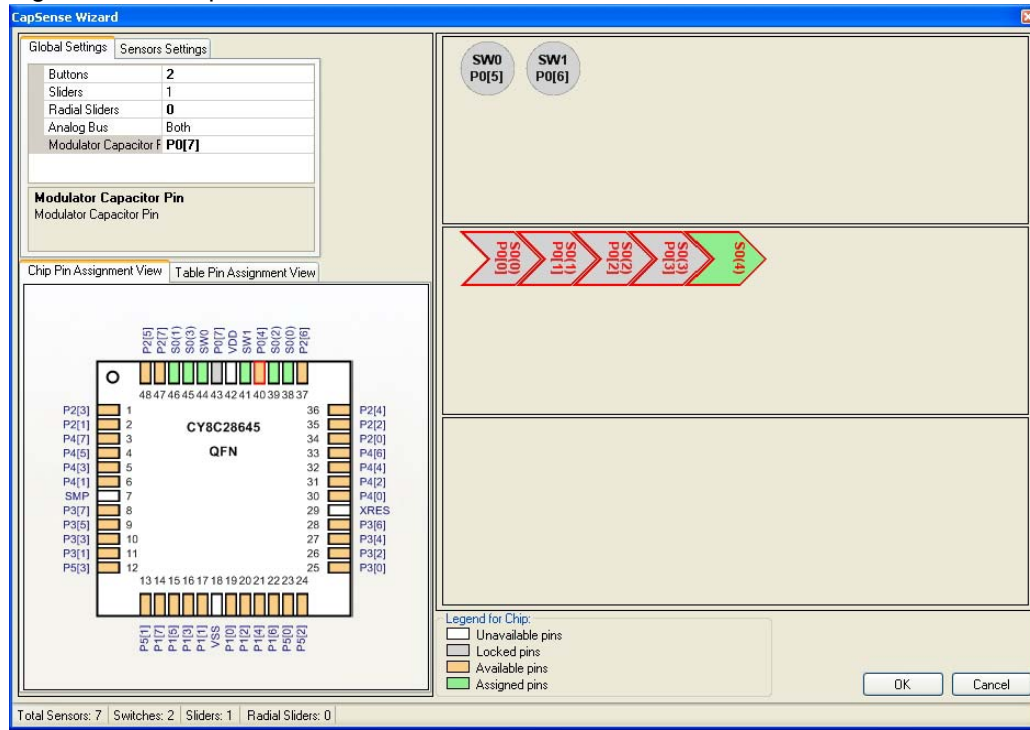 CapSense Wizard
Global Settings Sensors Settings
Buttons 2
Sliders 1
Radial Sliders 0
Analog Bus Both
Modulator Capacitor P P0[7]
Modulator Capacitor Pin
Modulator Capacitor Pin
Chip Pin Assignment View Table Pin Assignment View
P2[5] P2[7] S0(1) S0(3) SW0 P0[7] VDD SW1 P0[4] S0(2) S0(0) P2[6]
48 47 46 45 44 43 42 41 40 39 38 37
P2[3] 1 36 P2[4]
P2[1] 2 35 P2[2]
CY8C28645
P4[7] 3 34 P2[0]
P4[5] 4 33 P4[6]
QFN
P4[3] 5 32 P4[4]
P4[1] 6 31 P4[2]
SMP 7 30 P4[0]
P3[7] 8 29 XRES
P3[5] 9 28 P3[6]
P3[3] 10 27 P3[4]
P3[1] 11 26 P3[2]
P5[3] 12 25 P3[0]
13 14 15 16 17 18 19 20 21 22 23 24
P5[1] P1[7] P1[5] P1[3] P1[1] VSS P1[0] P1[2] P1[4] P1[6] P5[0] P5[2]
SW0 SW1
P0[5] P0[6]
S0(0) S0(1) S0(2) S0(3) S0(4)
P0[0] P0[1] P0[2] P0[3]
Legend for Chip:
Unavailable pins
Locked pins
Available pins
Assigned pins
OK Cancel
Total Sensors: 7 Switches: 2 Sliders: 1 Radial Sliders: 0